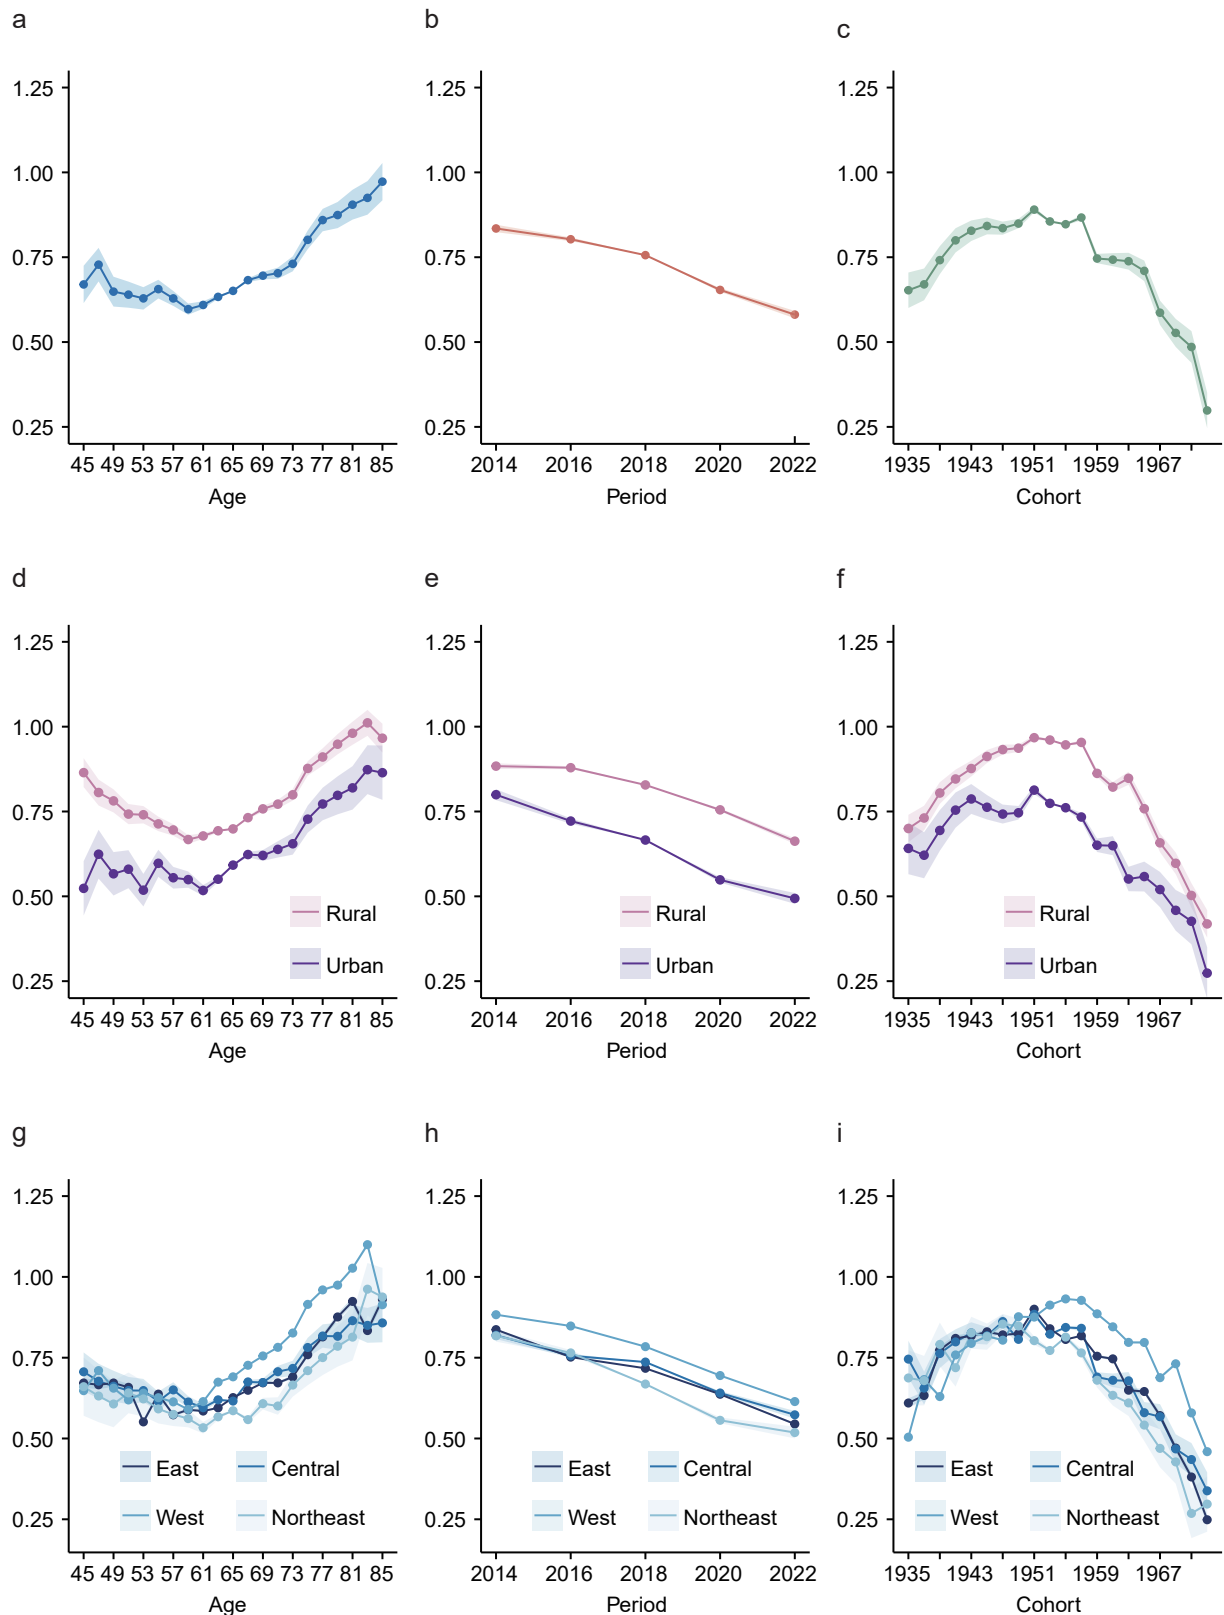 a b c
1.25 1.25 1.25
1.00 1.00 1.00
0.75 0.75 0.75
0.50 0.50 0.50
0.25 0.25 0.25
45 49 53 57 61 65 69 73 77 81 85 2014 2016 2018 2020 2022 1935 1943 1951 1959 1967
Age Period Cohort
d e f
1.25 1.25 1.25
1.00 1.00 1.00
0.75 0.75 0.75
0.50 0.50 0.50
Rural Rural Rural
Urban Urban Urban
0.25 0.25 0.25
45 49 53 57 61 65 69 73 77 81 85 2014 2016 2018 2020 2022 1935 1943 1951 1959 1967
Age Period Cohort
g h i
1.25 1.25 1.25
1.00 1.00 1.00
0.75 0.75 0.75
0.50 0.50 0.50
East Central East Central East Central
West Northeast West Northeast West Northeast
0.25 0.25 0.25
45 49 53 57 61 65 69 73 77 81 85 2014 2016 2018 2020 2022 1935 1943 1951 1959 1967
Age Period Cohort